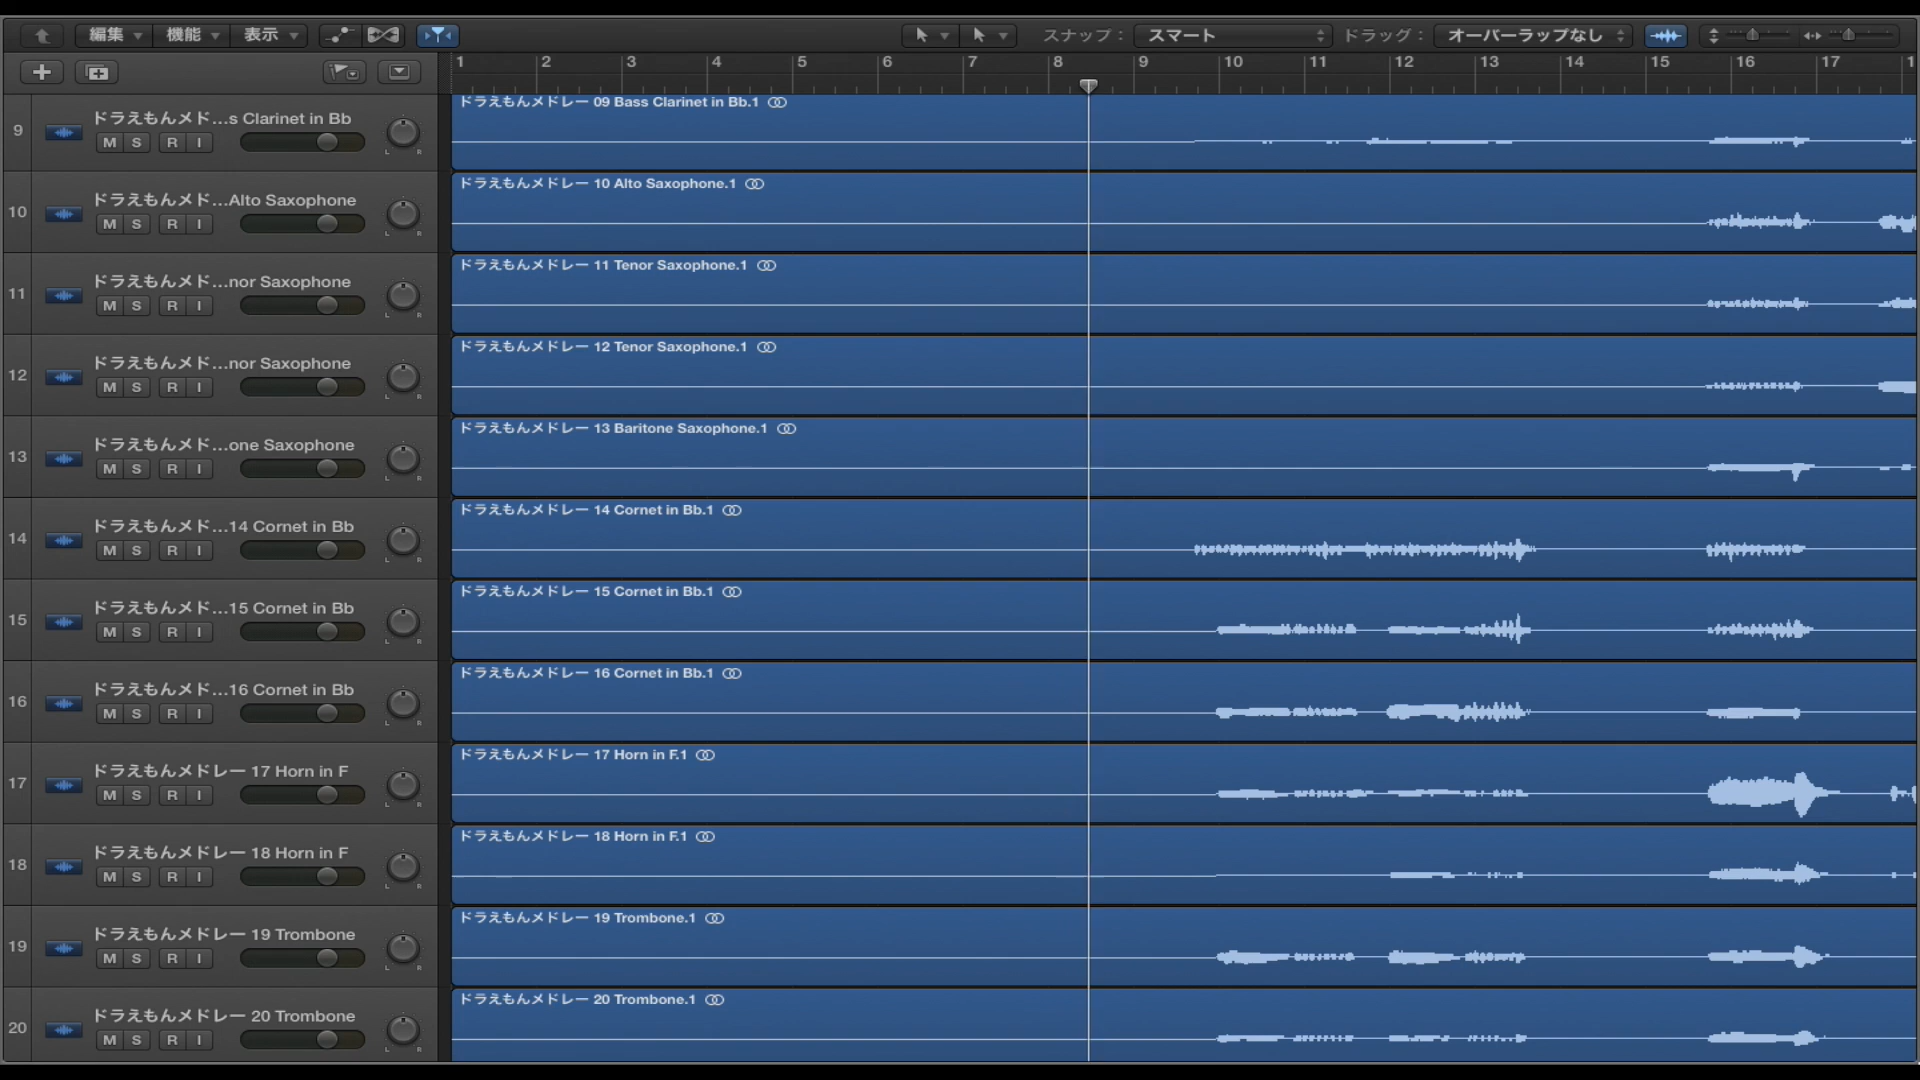 編集 機能 表示 スナップ： スマート ドラッグ： オーバーラップなし
1 2 3 4 5 6 7 8 9 10 11 12 13 14 15 16 17 1
9 ドラえもんメド...s Clarinet in Bb
M S R I L R
ドラえもんメドレー 09 Bass Clarinet in Bb.1
10 ドラえもんメド...Alto Saxophone
M S R I L R
ドラえもんメドレー 10 Alto Saxophone.1
11 ドラえもんメド...nor Saxophone
M S R I L R
ドラえもんメドレー 11 Tenor Saxophone.1
12 ドラえもんメド...nor Saxophone
M S R I L R
ドラえもんメドレー 12 Tenor Saxophone.1
13 ドラえもんメド...one Saxophone
M S R I L R
ドラえもんメドレー 13 Baritone Saxophone.1
14 ドラえもんメド...14 Cornet in Bb
M S R I L R
ドラえもんメドレー 14 Cornet in Bb.1
15 ドラえもんメド...15 Cornet in Bb
M S R I L R
ドラえもんメドレー 15 Cornet in Bb.1
16 ドラえもんメド...16 Cornet in Bb
M S R I L R
ドラえもんメドレー 16 Cornet in Bb.1
17 ドラえもんメドレー 17 Horn in F
M S R I L R
ドラえもんメドレー 17 Horn in F.1
18 ドラえもんメドレー 18 Horn in F
M S R I L R
ドラえもんメドレー 18 Horn in F.1
19 ドラえもんメドレー 19 Trombone
M S R I L R
ドラえもんメドレー 19 Trombone.1
20 ドラえもんメドレー 20 Trombone
M S R I L R
ドラえもんメドレー 20 Trombone.1